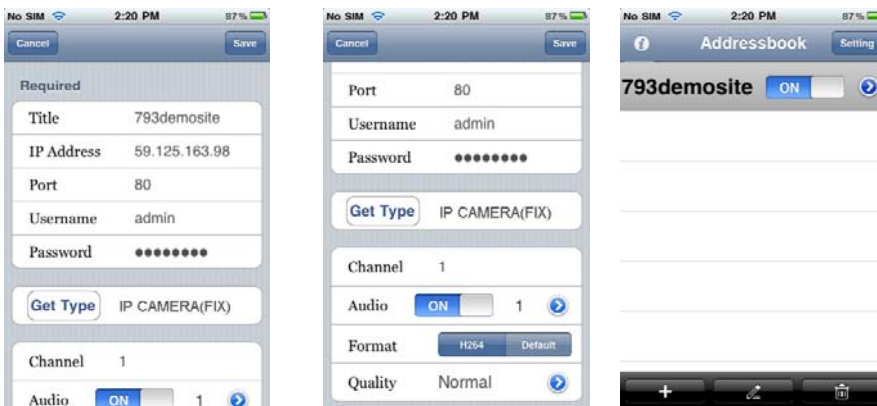 No SIM 2:20 PM 87%
Cancel Save
Required
Title 793demosite
IP Address 59.125.163.98
Port 80
Username admin
Password ●●●●●●●●
Get Type IP CAMERA(FIX)
Channel 1
Audio ON 1
No SIM 2:20 PM 87%
Cancel Save
Port 80
Username admin
Password ●●●●●●●●
Get Type IP CAMERA(FIX)
Channel 1
Audio ON 1
Format H264 Default
Quality Normal
No SIM 2:20 PM 87%
Addressbook Setting
793demosite ON